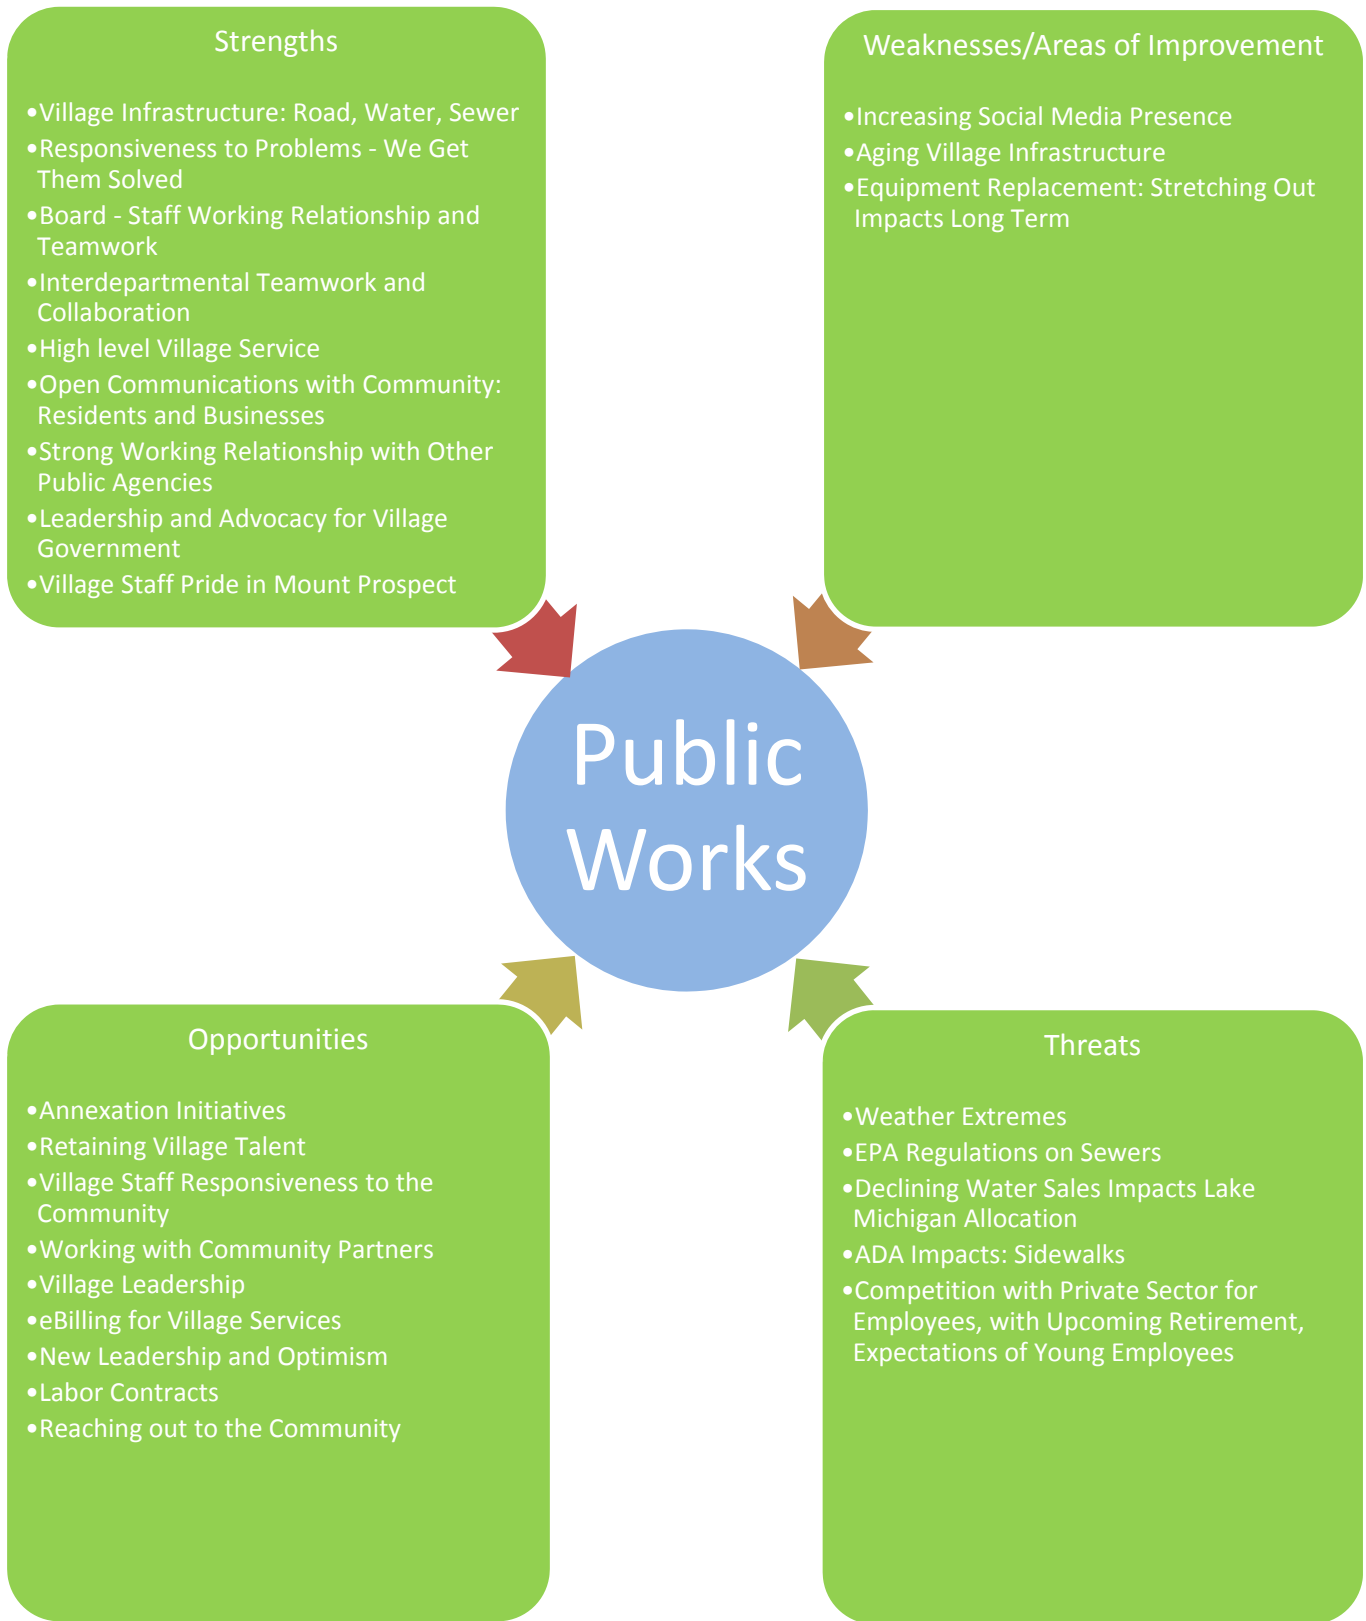 Strengths
•Village Infrastructure: Road, Water, Sewer
•Responsiveness to Problems - We Get
Them Solved
•Board - Staff Working Relationship and
Teamwork
•Interdepartmental Teamwork and
Collaboration
•High level Village Service
•Open Communications with Community:
Residents and Businesses
•Strong Working Relationship with Other
Public Agencies
•Leadership and Advocacy for Village
Government
•Village Staff Pride in Mount Prospect
Weaknesses/Areas of Improvement
•Increasing Social Media Presence
•Aging Village Infrastructure
•Equipment Replacement: Stretching Out
Impacts Long Term
Public
Works
Opportunities
•Annexation Initiatives
•Retaining Village Talent
•Village Staff Responsiveness to the
Community
•Working with Community Partners
•Village Leadership
•eBilling for Village Services
•New Leadership and Optimism
•Labor Contracts
•Reaching out to the Community
Threats
•Weather Extremes
•EPA Regulations on Sewers
•Declining Water Sales Impacts Lake
Michigan Allocation
•ADA Impacts: Sidewalks
•Competition with Private Sector for
Employees, with Upcoming Retirement,
Expectations of Young Employees